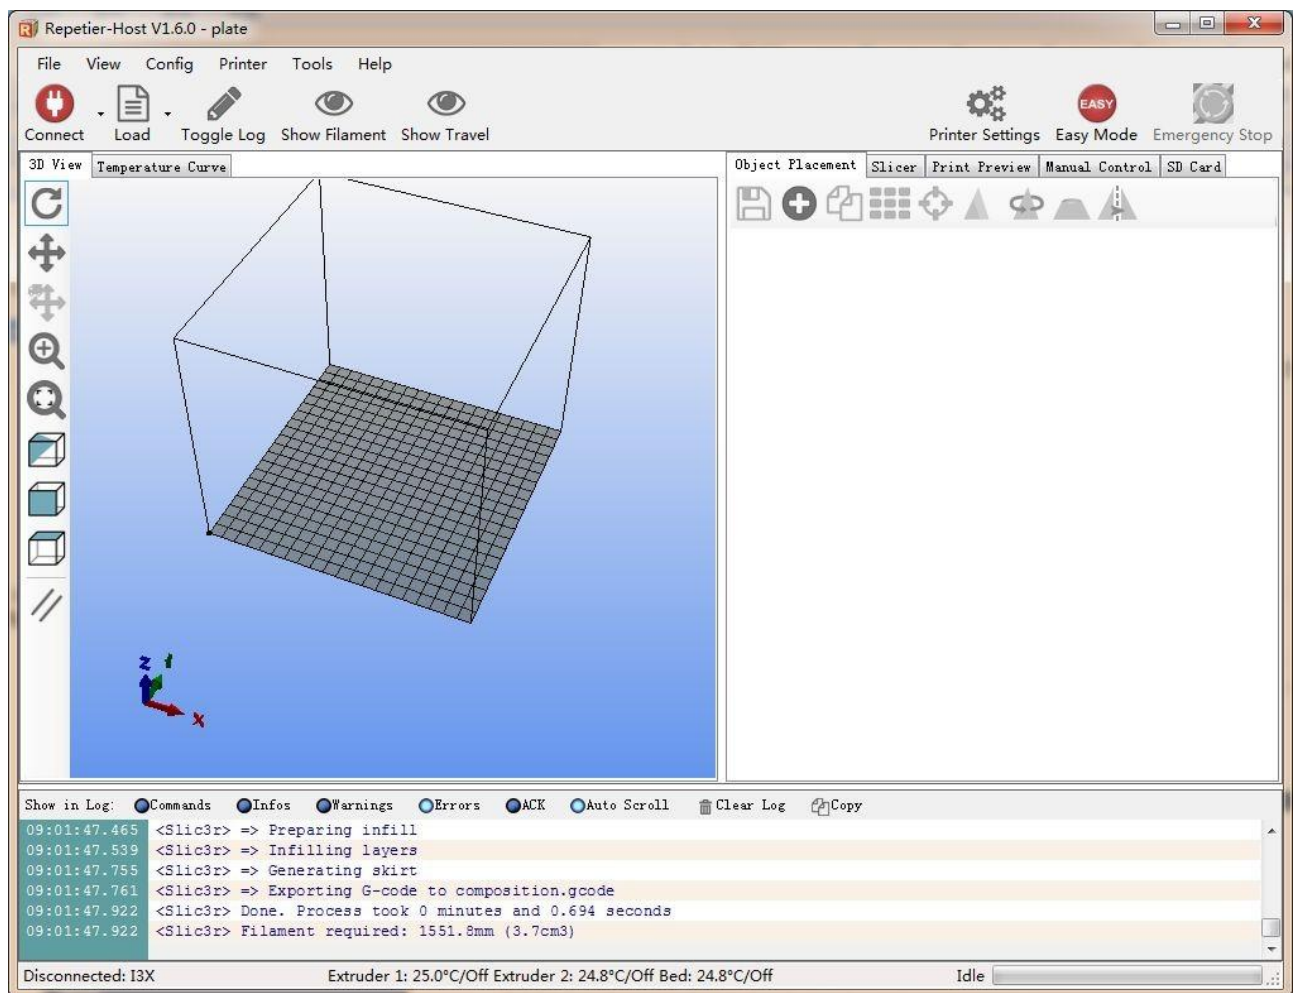 Repetier-Host V1.6.0 - plate
File View Config Printer Tools Help
EASY
Connect Load Toggle Log Show Filament Show Travel Printer Settings Easy Mode Emergency Stop
3D View Temperature Curve Object Placement Slicer Print Preview Manual Control SD Card
Z
X
Show in Log: Commands Infos Warnings Errors ACK Auto Scroll Clear Log Copy
09:01:47.465 <Slic3r> => Preparing infill
09:01:47.539 <Slic3r> => Infilling layers
09:01:47.755 <Slic3r> => Generating skirt
09:01:47.761 <Slic3r> => Exporting G-code to composition.gcode
09:01:47.922 <Slic3r> Done. Process took 0 minutes and 0.694 seconds
09:01:47.922 <Slic3r> Filament required: 1551.8mm (3.7cm3)
Disconnected: I3X Extruder 1: 25.0°C/Off Extruder 2: 24.8°C/Off Bed: 24.8°C/Off Idle